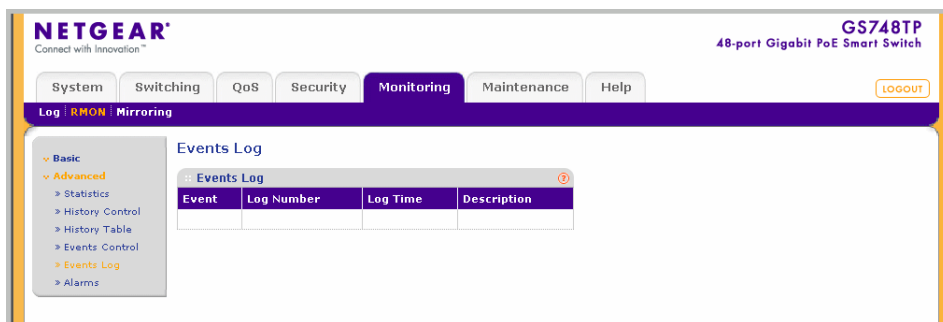 NETGEAR®
Connect with Innovation™
GS748TP
48-port Gigabit PoE Smart Switch
System Switching QoS Security Monitoring Maintenance Help LOGOUT
Log RMON Mirroring
Basic
Advanced
» Statistics
» History Control
» History Table
» Events Control
» Events Log
» Alarms
Events Log
:: Events Log ?
Event Log Number Log Time Description